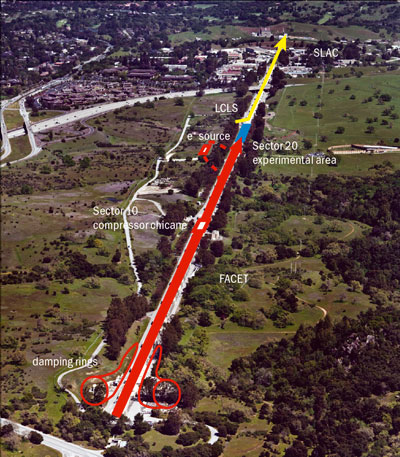 SLAC
LCLS
e⁺ source
Sector 20
experimental area
Sector 10
compressor chicane
FACET
damping rings